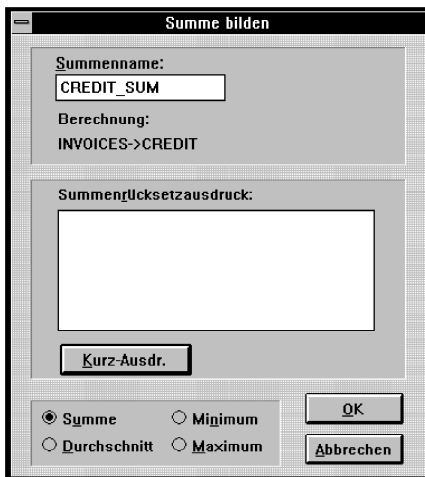 Summe bilden
Summenname:
CREDIT_SUM
Berechnung:
INVOICES->CREDIT
Summenrücksetzausdruck:
Kurz-Ausdr.
Summe
Minimum
OK
Durchschnitt
Maximum
Abbrechen